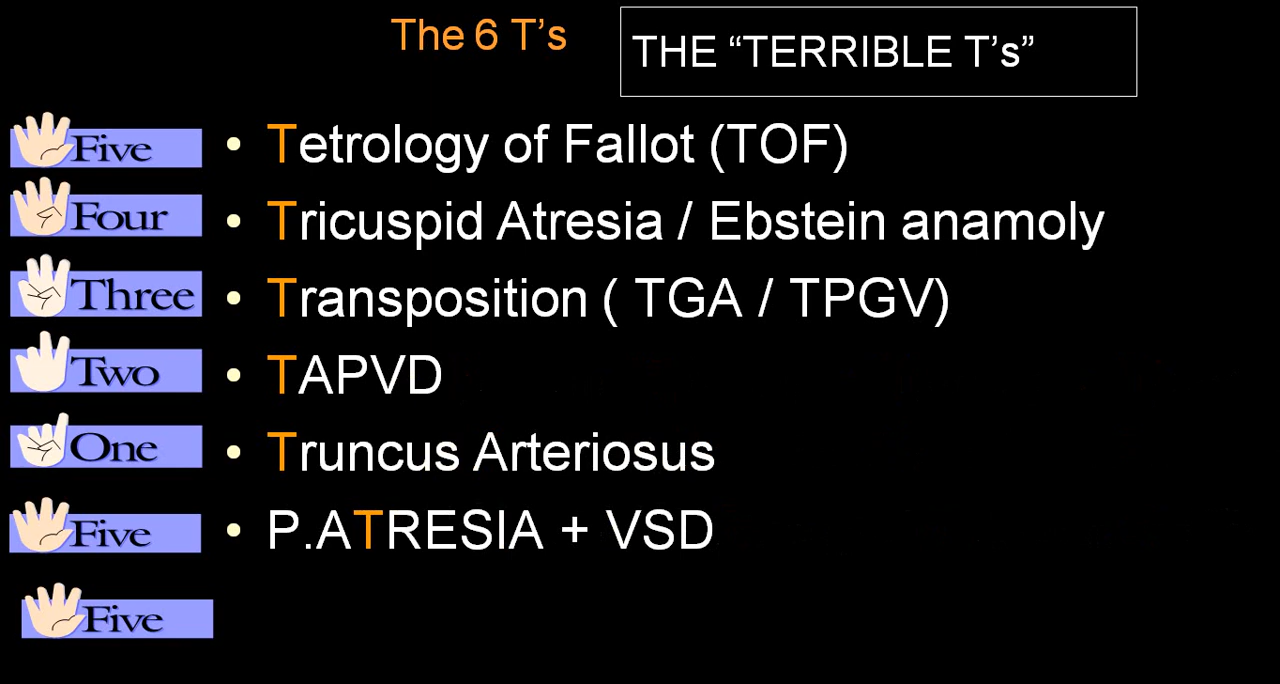 The 6 T's
THE “TERRIBLE T's”
Five • Tetrology of Fallot (TOF)
Four • Tricuspid Atresia / Ebstein anamoly
Three • Transposition ( TGA / TPGV)
Two • TAPVD
One • Truncus Arteriosus
Five • P.ATRESIA + VSD
Five